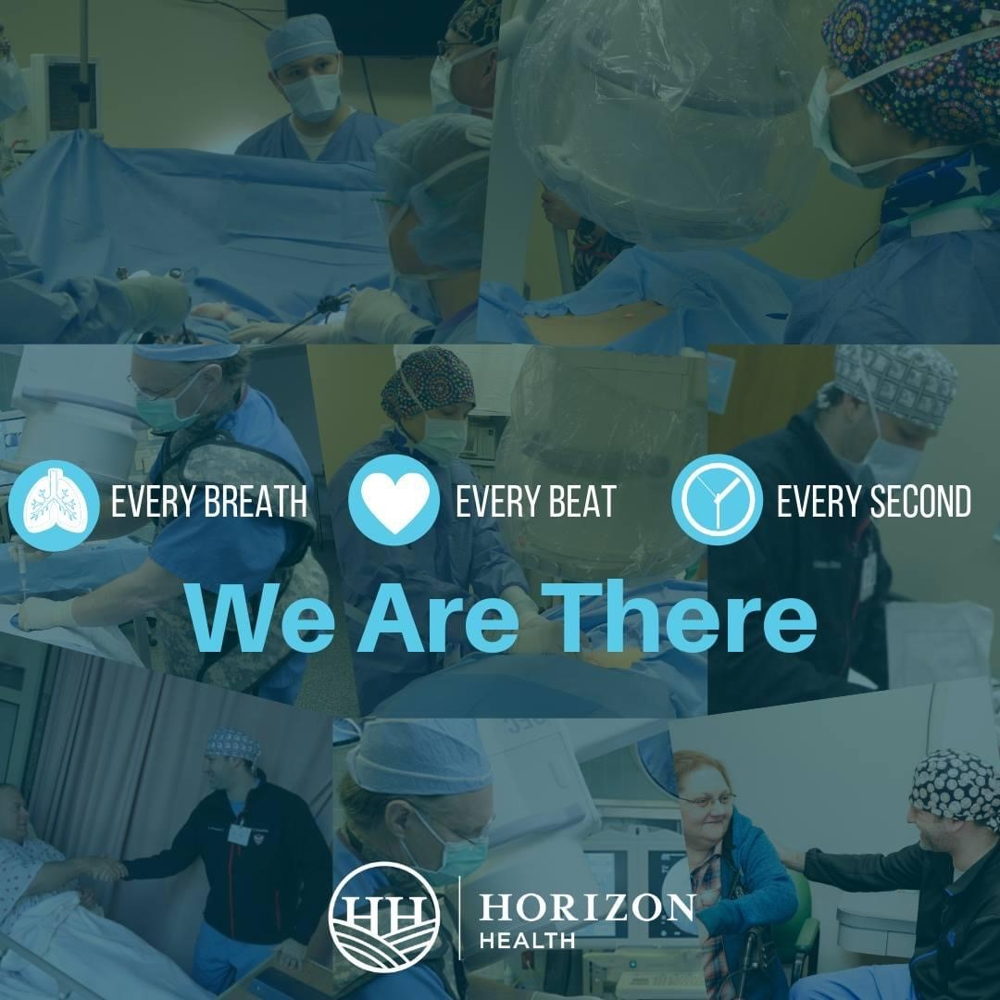 EVERY BREATH
EVERY BEAT
EVERY SECOND
We Are There
HH
HORIZON
HEALTH